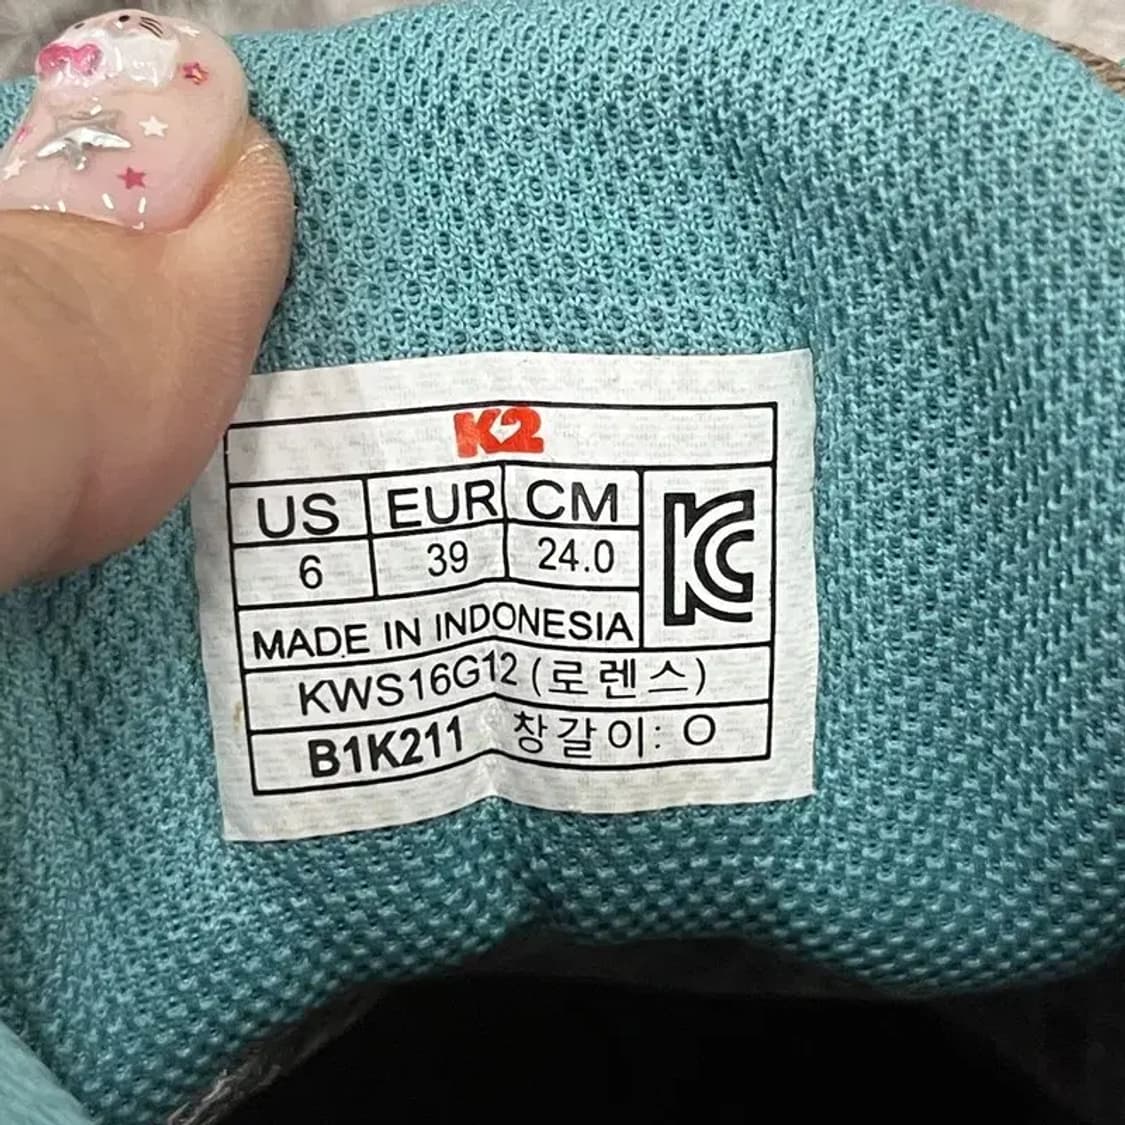 K2
US EUR CM
6 39 24.0
KC
MADE IN INDONESIA
KWS16G12 (로렌스)
B1K211 창갈이: O